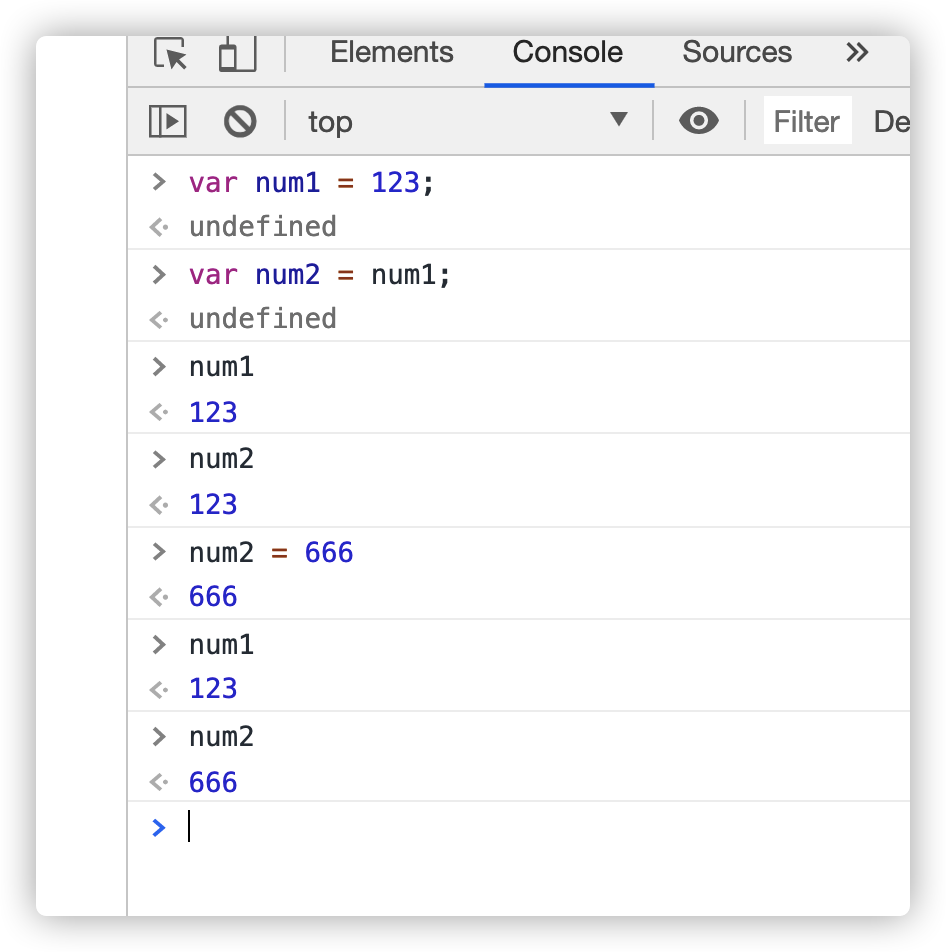 Elements Console Sources
top Filter De
var num1 = 123;
undefined
var num2 = num1;
undefined
num1
123
num2
123
num2 = 666
666
num1
123
num2
666